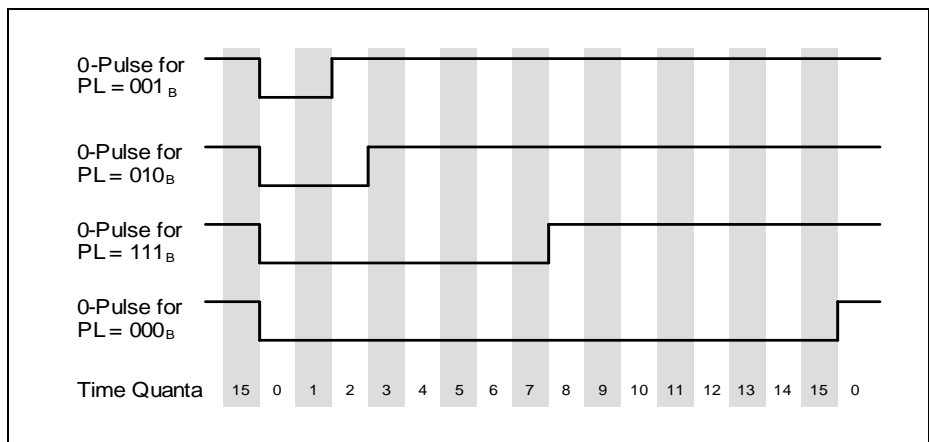 0-Pulse for
PL = 001B
0-Pulse for
PL = 010B
0-Pulse for
PL = 111B
0-Pulse for
PL = 000B
Time Quanta 15 0 1 2 3 4 5 6 7 8 9 10 11 12 13 14 15 0